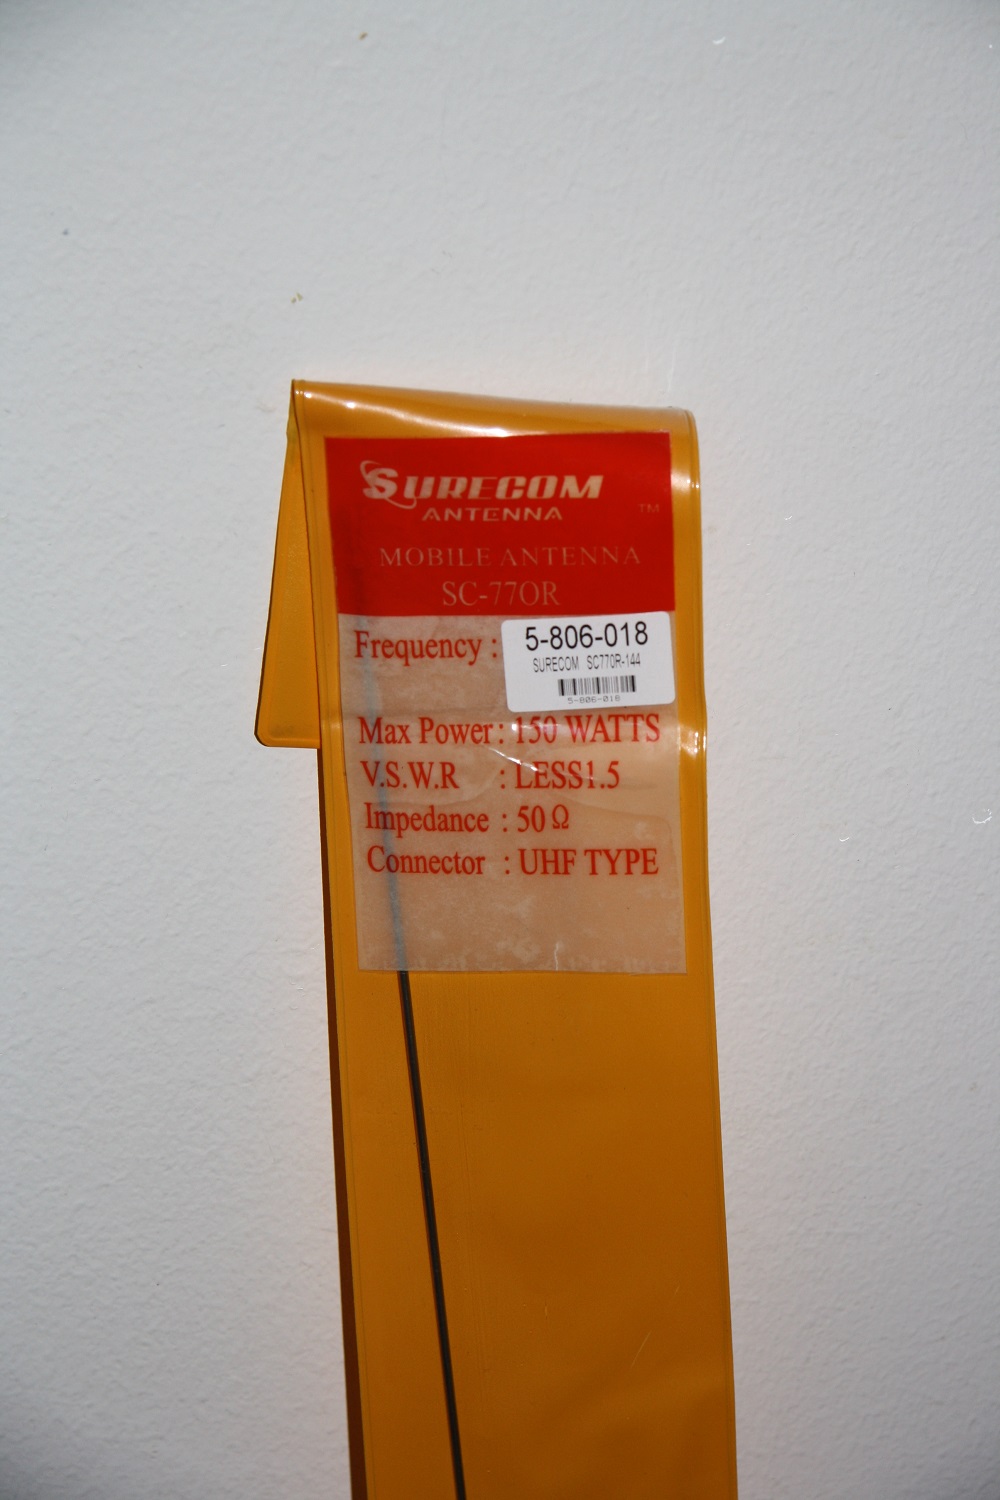 SURECOM
ANTENNA
TM
MOBILE ANTENNA
SC-770R
Frequency :
5-806-018
SURECOM SC770R-144
5-806-018
Max Power : 150 WATTS
V.S.W.R : LESS1.5
Impedance : 50 Ω
Connector : UHF TYPE